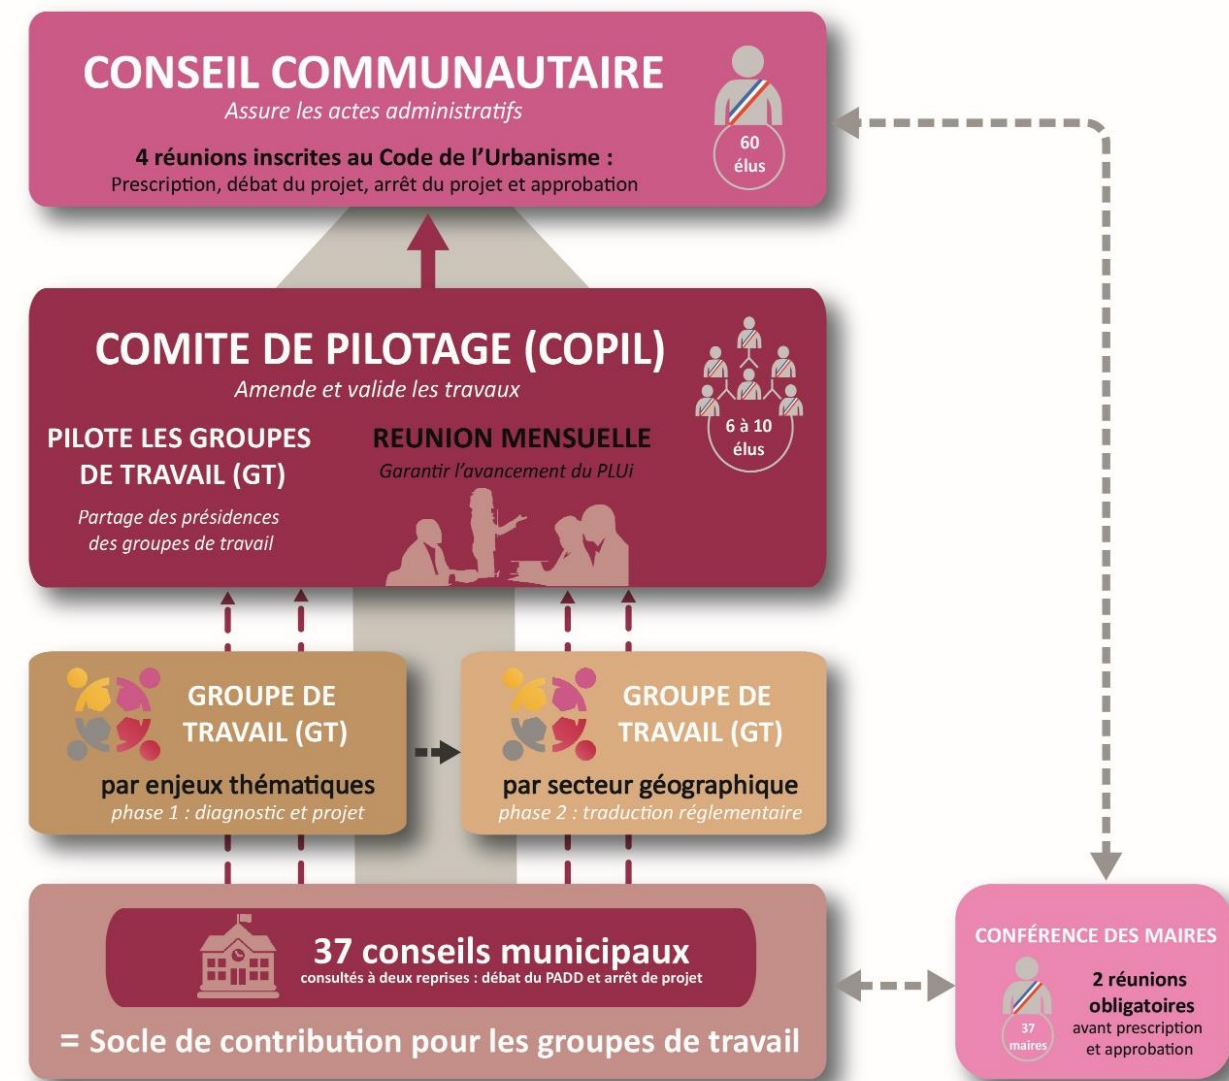 CONSEIL COMMUNAUTAIRE
Assure les actes administratifs
4 réunions inscrites au Code de l'Urbanisme :
Prescription, débat du projet, arrêt du projet et approbation
60
élus
COMITE DE PILOTAGE (COPIL)
Amende et valide les travaux
PILOTE LES GROUPES
DE TRAVAIL (GT)
Partage des présidences
des groupes de travail
REUNION MENSUELLE
Garantir l'avancement du PLUi
6 à 10
élus
GROUPE DE
TRAVAIL (GT)
par enjeux thématiques
phase 1 : diagnostic et projet
GROUPE DE
TRAVAIL (GT)
par secteur géographique
phase 2 : traduction réglementaire
37 conseils municipaux
consultés à deux reprises : débat du PADD et arrêt de projet
= Socle de contribution pour les groupes de travail
CONFÉRENCE DES MAIRES
37
maires
2 réunions
obligatoires
avant prescription
et approbation